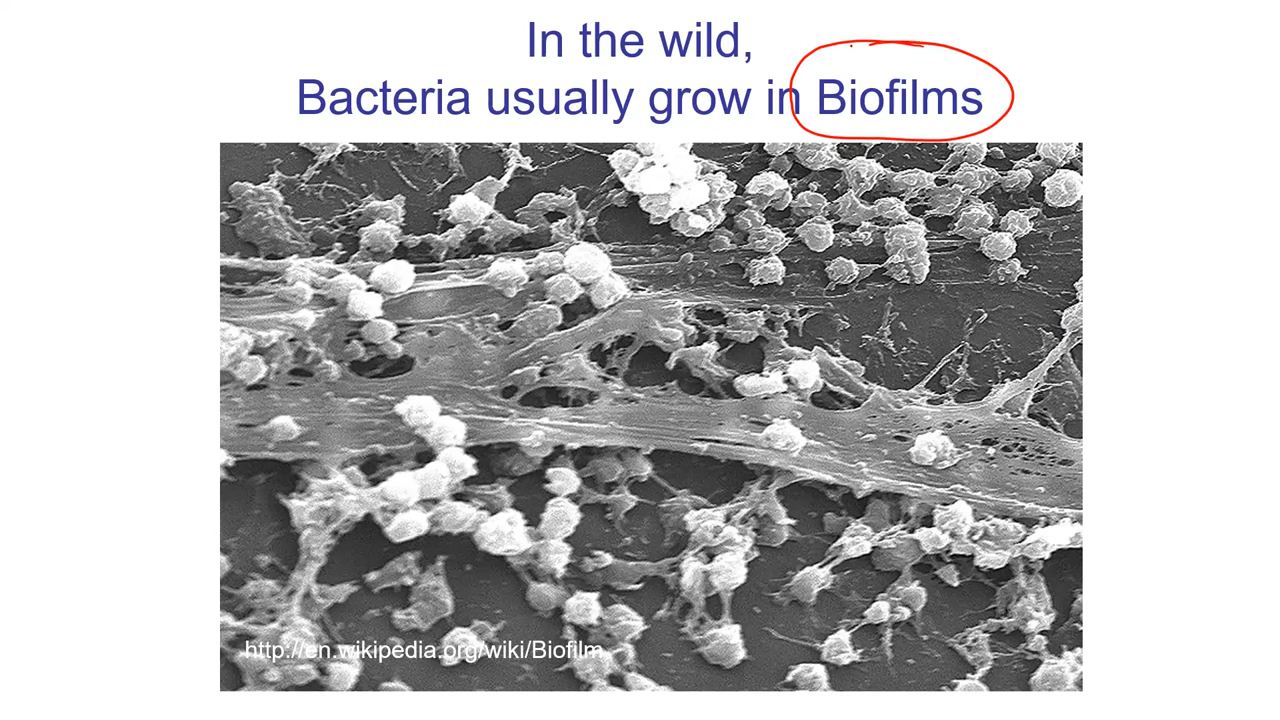 In the wild,
Bacteria usually grow in Biofilms
http://en.wikipedia.org/wiki/Biofilm